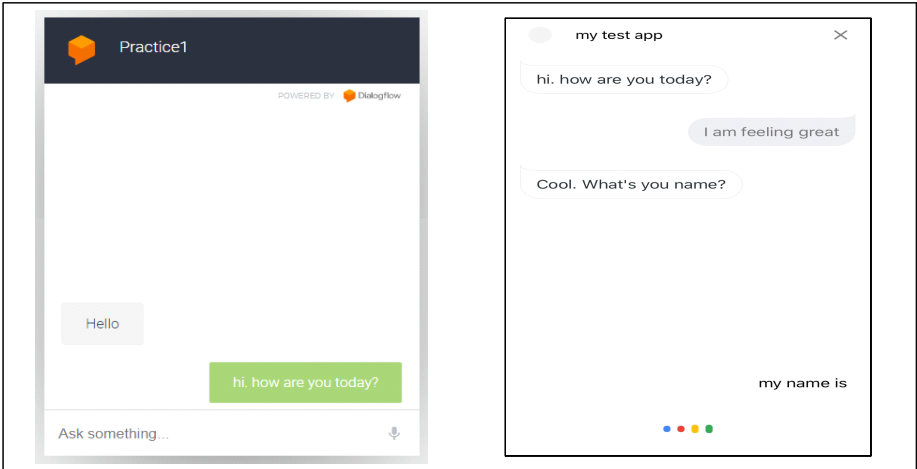 Practice1
POWERED BY Dialogflow
Hello
hi. how are you today?
Ask something...
my test app
hi. how are you today?
I am feeling great
Cool. What's you name?
my name is